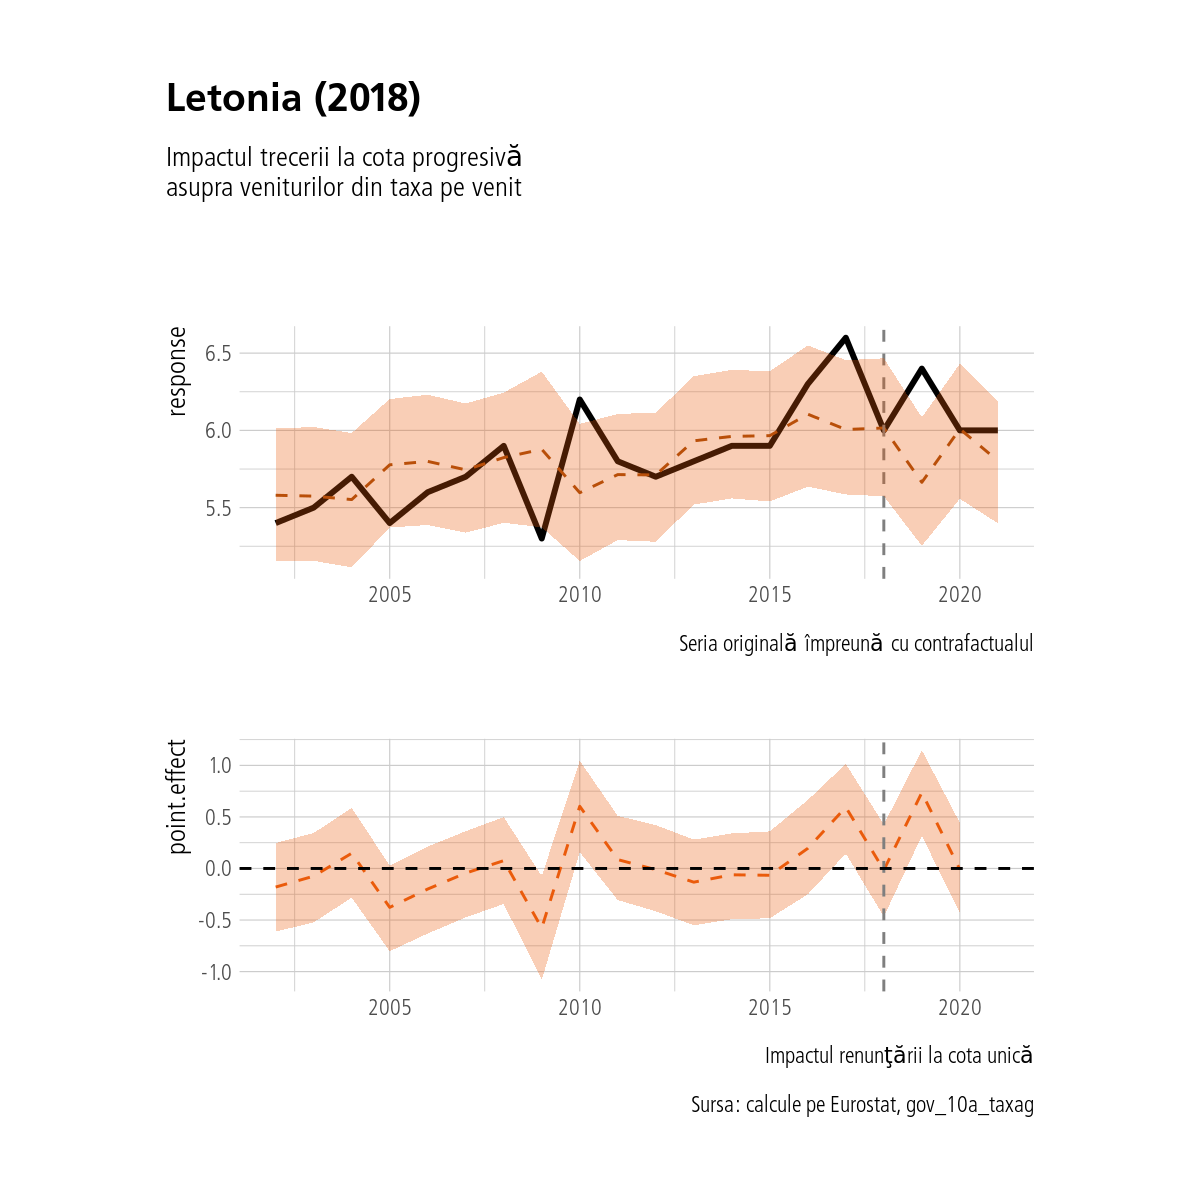 Letonia (2018)
Impactul trecerii la cota progresivă
asupra veniturilor din taxa pe venit
response
6.5
6.0
5.5
2005 2010 2015 2020
Seria originală împreună cu contrafactualul
point.effect
1.0
0.5
0.0
-0.5
-1.0
2005 2010 2015 2020
Impactul renunţării la cota unică
Sursa: calcule pe Eurostat, gov_10a_taxag